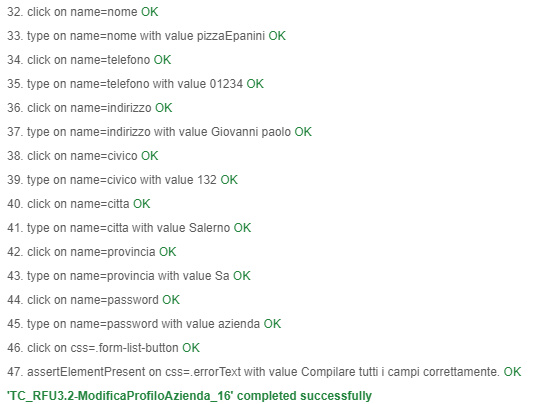 32. click on name=nome OK
33. type on name=nome with value pizzaEpanini OK
34. click on name=telefono OK
35. type on name=telefono with value 01234 OK
36. click on name=indirizzo OK
37. type on name=indirizzo with value Giovanni paolo OK
38. click on name=civico OK
39. type on name=civico with value 132 OK
40. click on name=citta OK
41. type on name=citta with value Salerno OK
42. click on name=provincia OK
43. type on name=provincia with value Sa OK
44. click on name=password OK
45. type on name=password with value azienda OK
46. click on css=.form-list-button OK
47. assertElementPresent on css=.errorText with value Compilare tutti i campi correttamente. OK
'TC_RFU3.2-ModificaProfiloAzienda_16' completed successfully